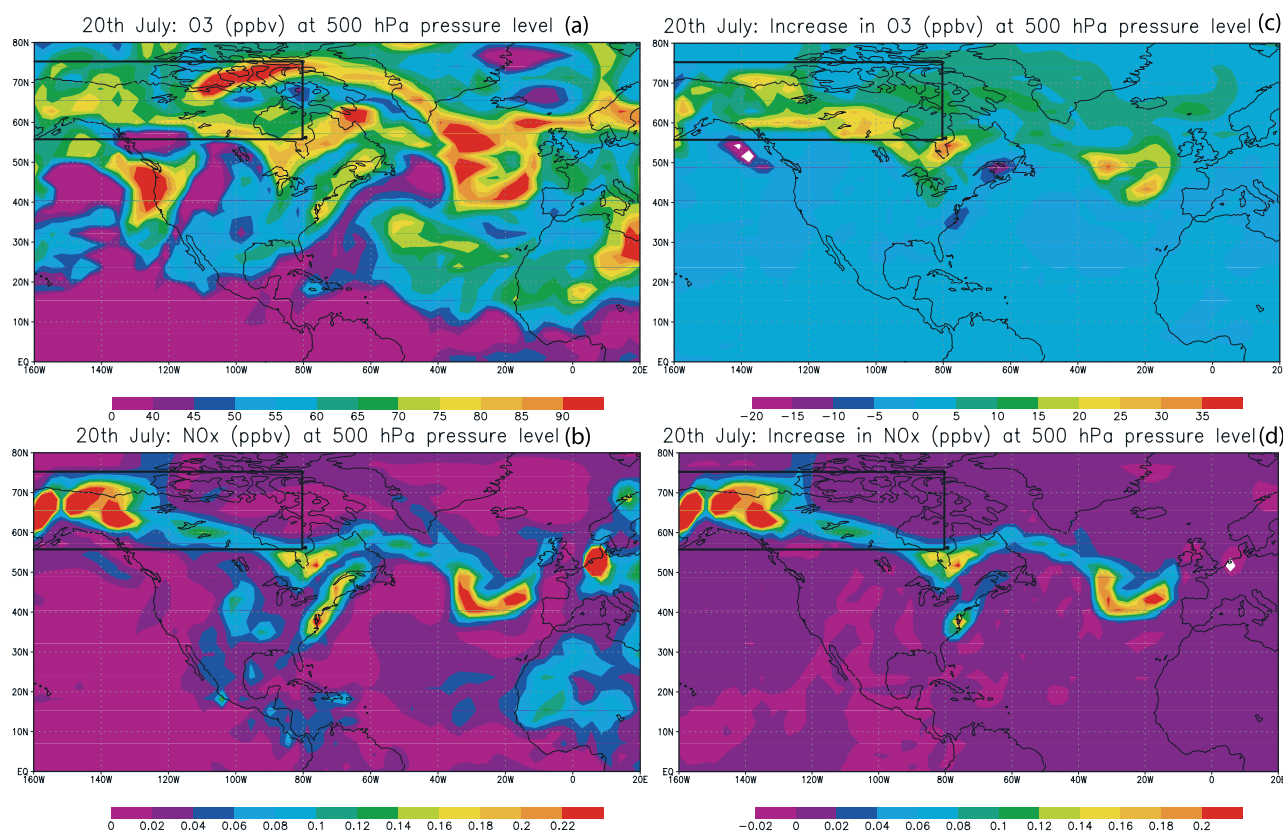 20th July: O3 (ppbv) at 500 hPa pressure level (a)
80N
70N
60N
50N
40N
30N
20N
10N
EQ
160W 140W 120W 100W 80W 60W 40W 20W 0 20E
0 40 45 50 55 60 65 70 75 80 85 90
20th July: Increase in O3 (ppbv) at 500 hPa pressure level (c)
80N
70N
60N
50N
40N
30N
20N
10N
EQ
160W 140W 120W 100W 80W 60W 40W 20W 0 20E
−20 −15 −10 −5 0 5 10 15 20 25 30 35
20th July: NOx (ppbv) at 500 hPa pressure level (b)
80N
70N
60N
50N
40N
30N
20N
10N
EQ
160W 140W 120W 100W 80W 60W 40W 20W 0 20E
0 0.02 0.04 0.06 0.08 0.1 0.12 0.14 0.16 0.18 0.2 0.22
20th July: Increase in NOx (ppbv) at 500 hPa pressure level (d)
80N
70N
60N
50N
40N
30N
20N
10N
EQ
160W 140W 120W 100W 80W 60W 40W 20W 0 20E
−0.02 0 0.02 0.04 0.06 0.08 0.1 0.12 0.14 0.16 0.18 0.2